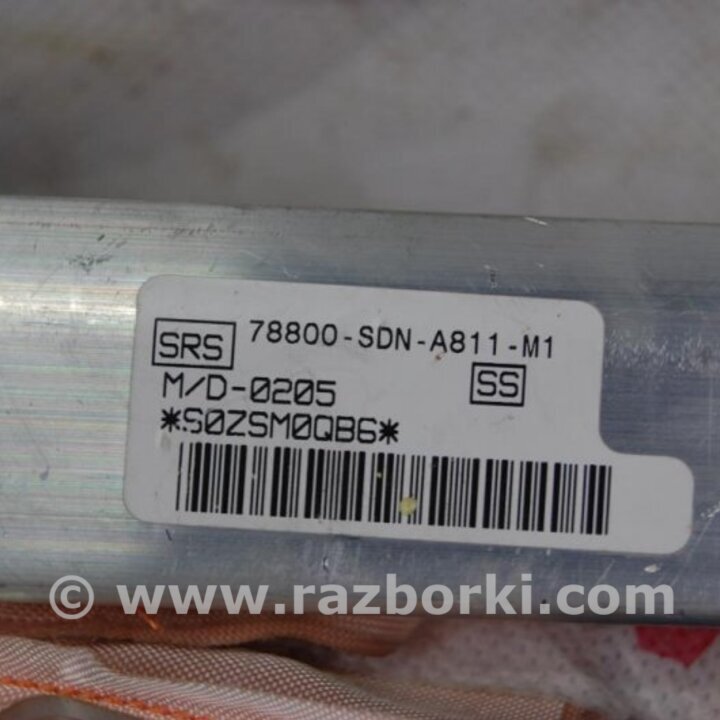 SRS 78800-SDN-A811-M1
M/D-0205 SS
*S0ZSM0QB6*
© www.razborki.com